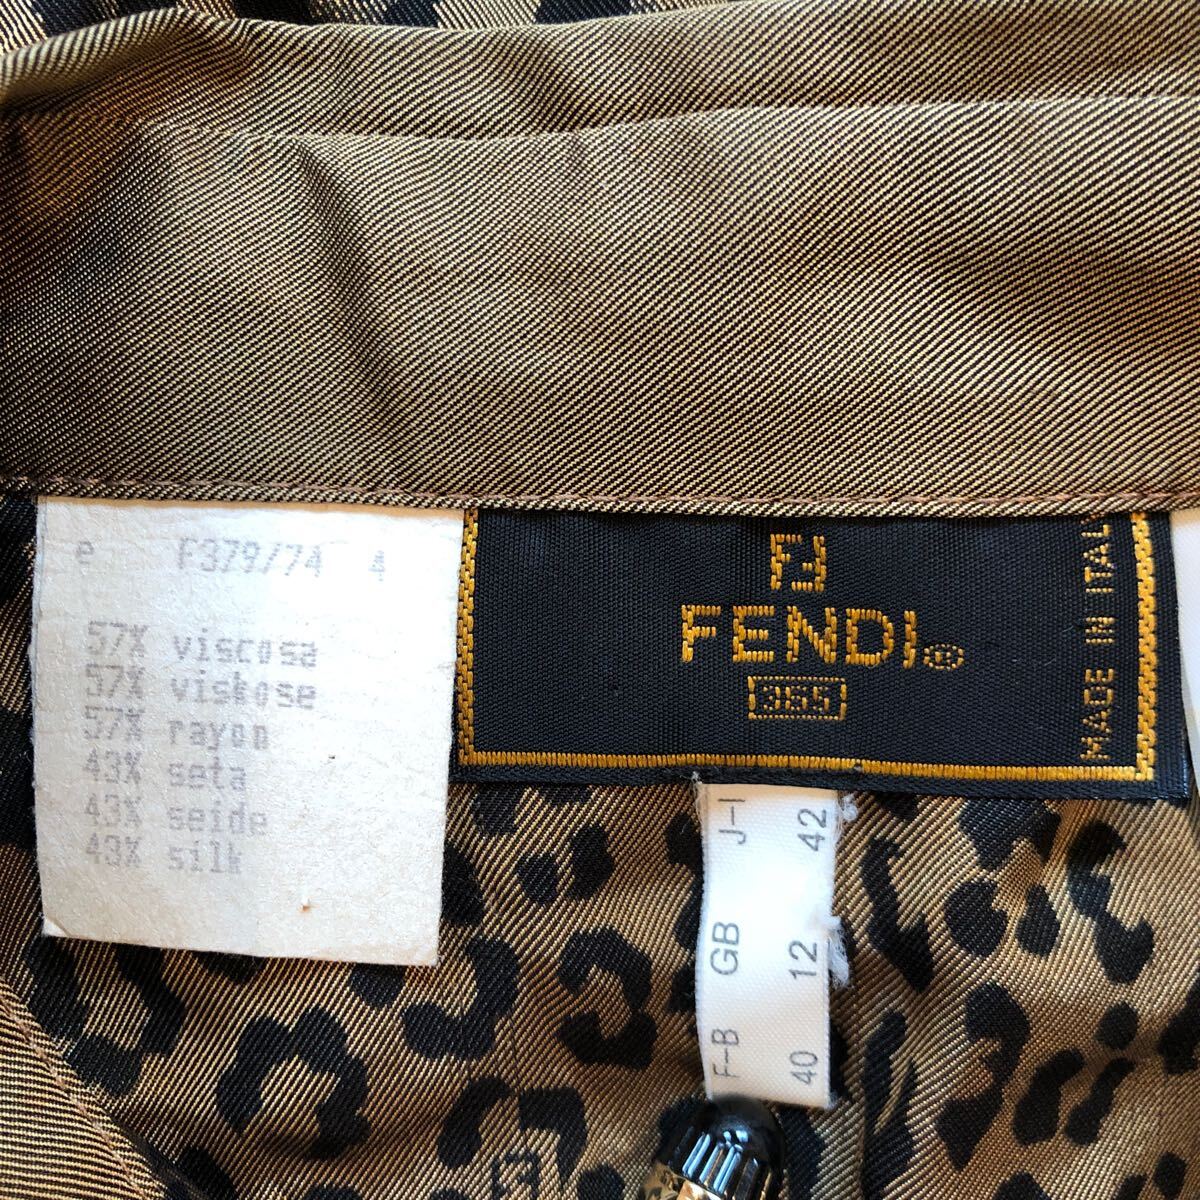 e F379/74 4
57% viscosa
57% viskose
57% rayon
43% seta
43% seide
43% silk
FF
FENDI®
365
MADE IN ITALY
J-I 42
GB 12
F-B 40